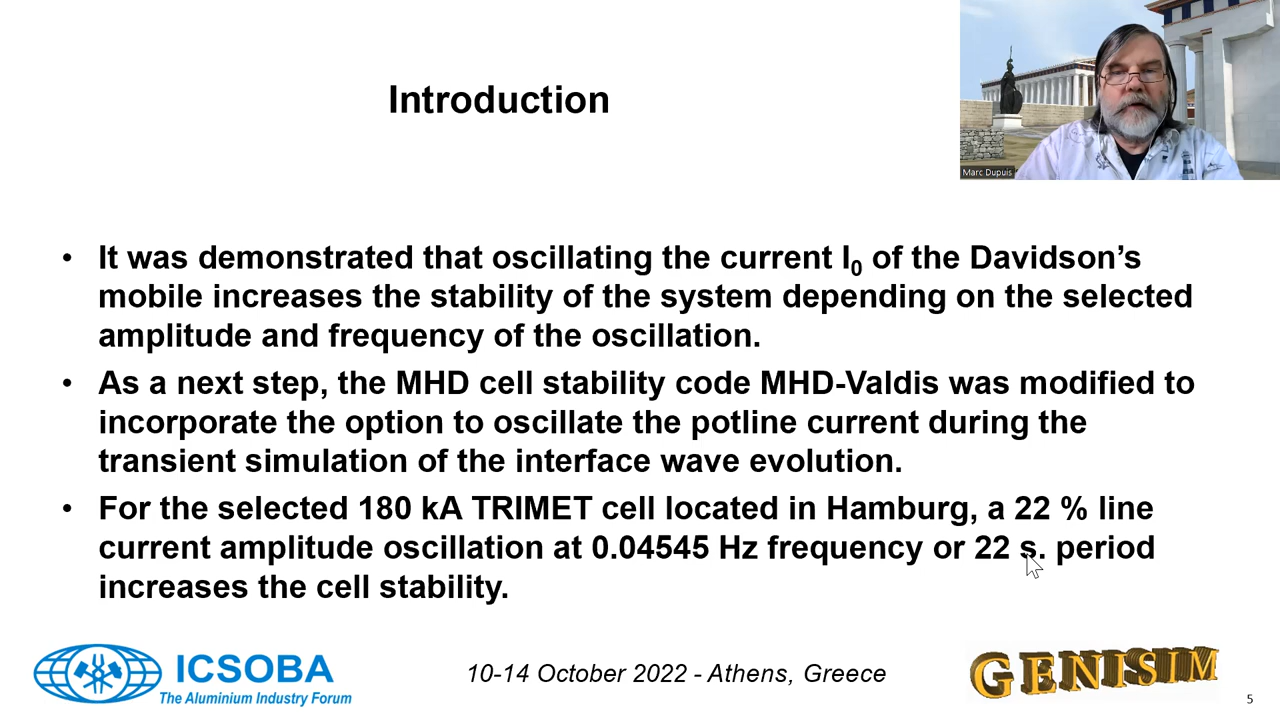 Introduction
Marc Dupuis
• It was demonstrated that oscillating the current I0 of the Davidson’s
mobile increases the stability of the system depending on the selected
amplitude and frequency of the oscillation.
• As a next step, the MHD cell stability code MHD-Valdis was modified to
incorporate the option to oscillate the potline current during the
transient simulation of the interface wave evolution.
• For the selected 180 kA TRIMET cell located in Hamburg, a 22 % line
current amplitude oscillation at 0.04545 Hz frequency or 22 s. period
increases the cell stability.
ICSOBA
The Aluminium Industry Forum
10-14 October 2022 - Athens, Greece
GENISIM
5